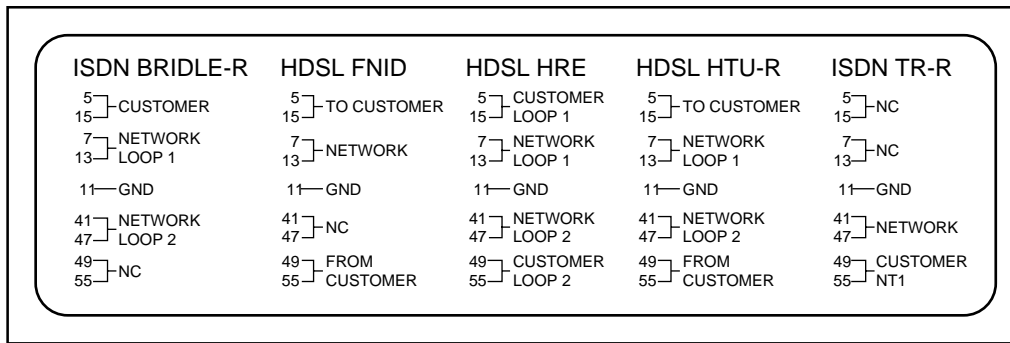 ISDN BRIDLE-R
5
15
CUSTOMER
7
13
NETWORK
LOOP 1
11
GND
41
47
NETWORK
LOOP 2
49
55
NC
HDSL FNID
5
15
TO CUSTOMER
7
13
NETWORK
11
GND
41
47
NC
49
55
FROM
CUSTOMER
HDSL HRE
5
15
CUSTOMER
LOOP 1
7
13
NETWORK
LOOP 1
11
GND
41
47
NETWORK
LOOP 2
49
55
CUSTOMER
LOOP 2
HDSL HTU-R
5
15
TO CUSTOMER
7
13
NETWORK
LOOP 1
11
GND
41
47
NETWORK
LOOP 2
49
55
FROM
CUSTOMER
ISDN TR-R
5
15
NC
7
13
NC
11
GND
41
47
NETWORK
49
55
CUSTOMER
NT1